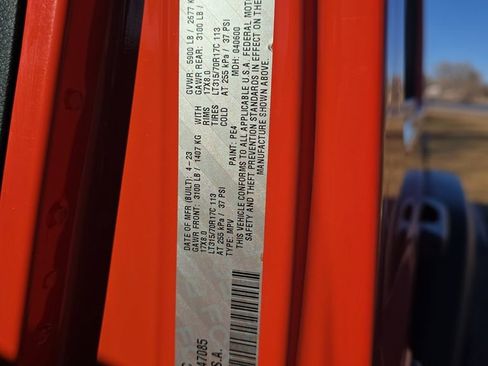 DATE OF MFR (BUILT): 4-23 GVWR: 5900 LB / 2677 KG
GAWR FRONT: 3100 LB / 1407 KG WITH GAWR REAR: 3100 LB /
17X8.0 RIMS 17X8.0
LT315/70R17C 113 TIRES LT315/70R17C 113
AT 255 kPa / 37 PSI COLD AT 255 kPa / 37 PSI
TYPE: MPV PAINT: PE4 MDH: 040600
THIS VEHICLE CONFORMS TO ALL APPLICABLE U.S.A. FEDERAL MOTOR
SAFETY AND THEFT PREVENTION STANDARDS IN EFFECT ON THE
MANUFACTURE SHOWN ABOVE.
47085
S.A.